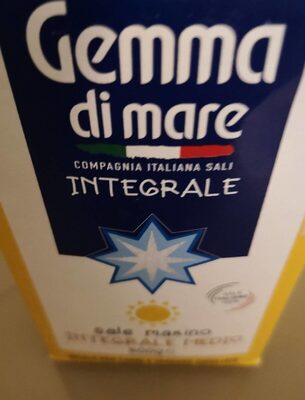 Gemma
di mare
COMPAGNIA ITALIANA SALI
INTEGRALE
sale marino
INTEGRALE MEDIO